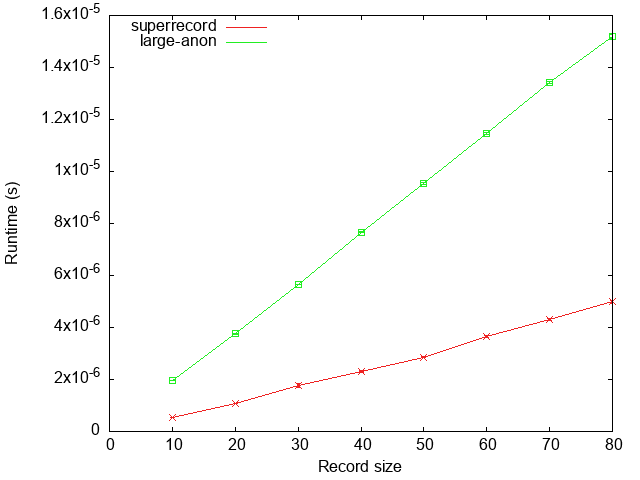 1.6x10-5
1.4x10-5
1.2x10-5
1x10-5
8x10-6
6x10-6
4x10-6
2x10-6
0
superrecord
large-anon
Runtime (s)
0 10 20 30 40 50 60 70 80
Record size